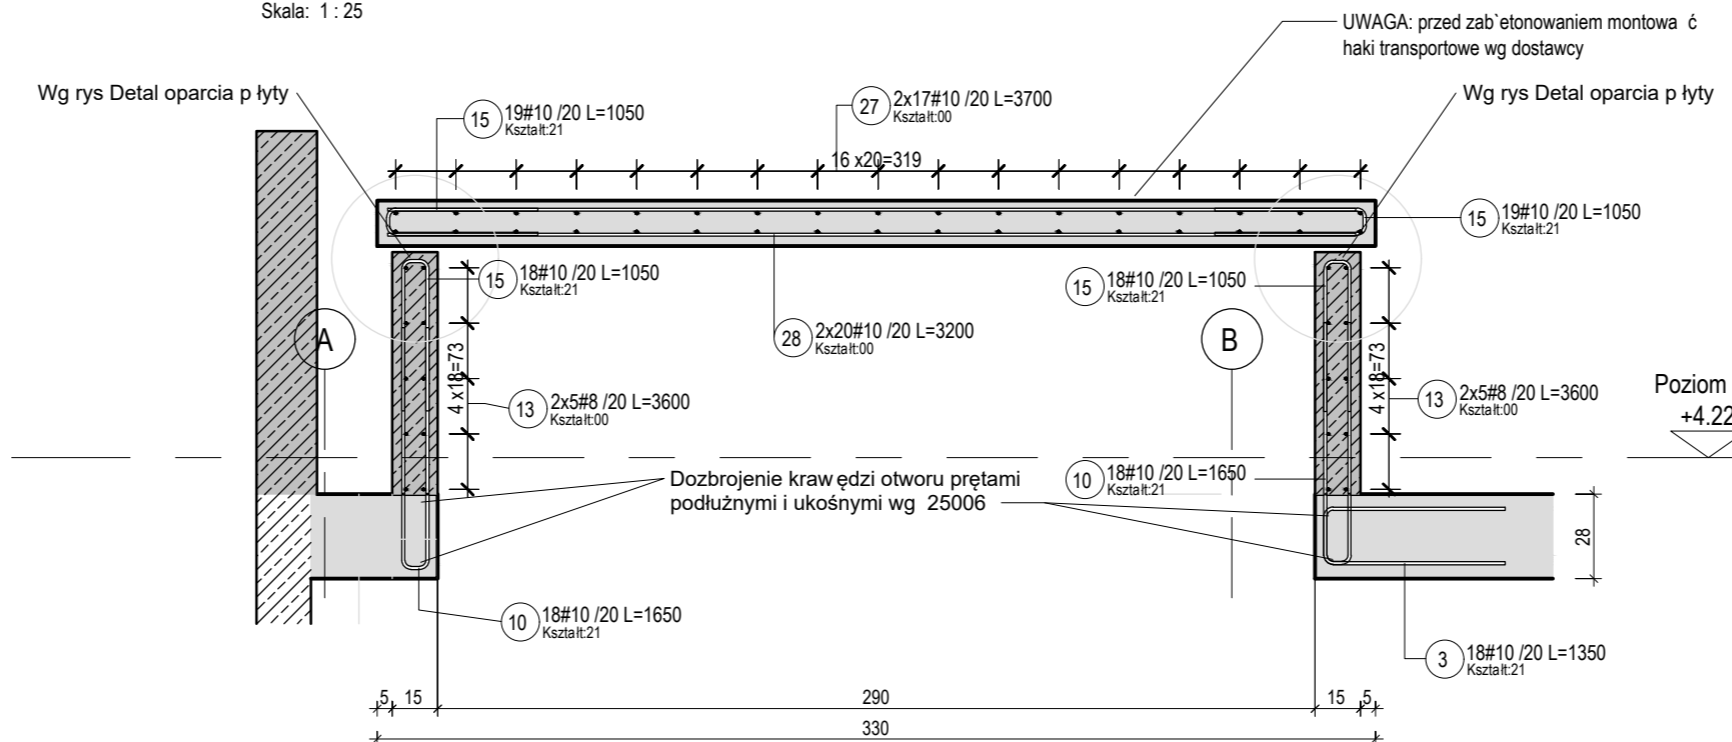 Skala: 1 : 25
UWAGA: przed zab`etonowaniem montowa ć
haki transportowe wg dostawcy
Wg rys Detal oparcia p łyty
Wg rys Detal oparcia p łyty
15 19#10 /20 L=1050
Kształt:21
27 2x17#10 /20 L=3700
Kształt:00
16 x20=319
15 19#10 /20 L=1050
Kształt:21
15 18#10 /20 L=1050
Kształt:21
15 18#10 /20 L=1050
Kształt:21
A
28 2x20#10 /20 L=3200
Kształt:00
B
4 x18=73
4 x18=73
13 2x5#8 /20 L=3600
Kształt:00
13 2x5#8 /20 L=3600
Kształt:00
Poziom
+4.22
Dozbrojenie kraw ędzi otworu prętami
podłużnymi i ukośnymi wg 25006
10 18#10 /20 L=1650
Kształt:21
28
10 18#10 /20 L=1650
Kształt:21
3 18#10 /20 L=1350
Kształt:21
5 15 290 15 5
330